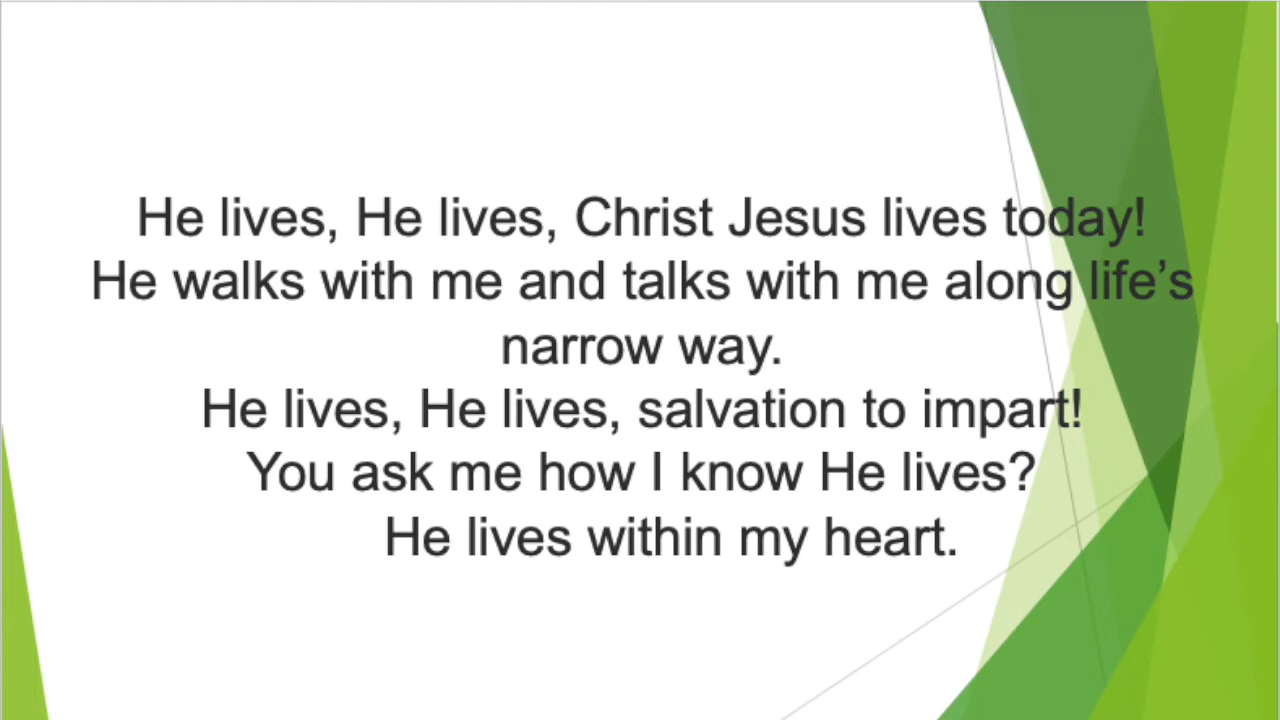 He lives, He lives, Christ Jesus lives today!
He walks with me and talks with me along life’s
narrow way.
He lives, He lives, salvation to impart!
You ask me how I know He lives?
He lives within my heart.